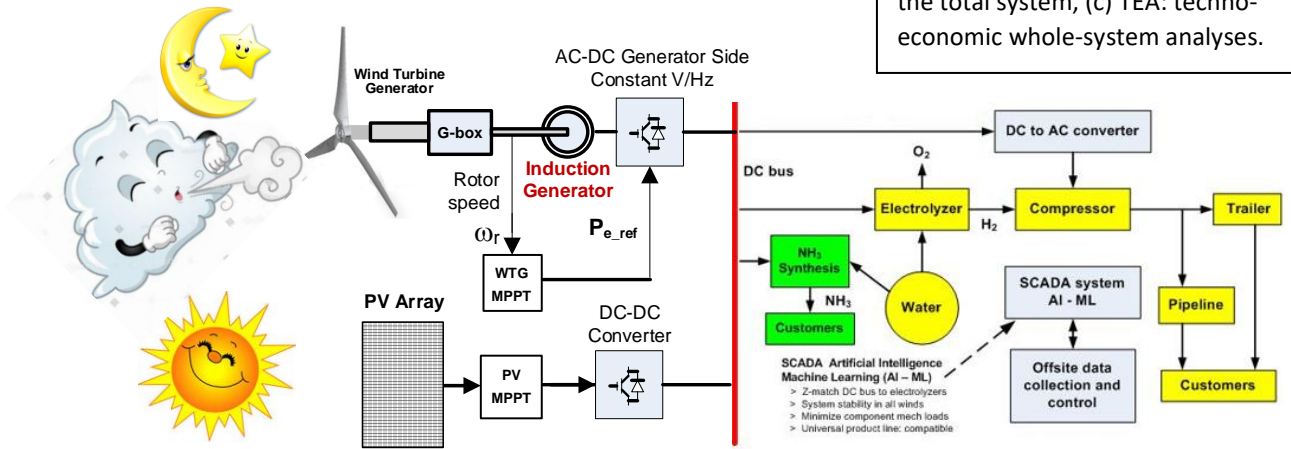 the total system, (c) TEA: techno-
economic whole-system analyses.
AC-DC Generator Side
Constant V/Hz
Wind Turbine
Generator
G-box
Induction
Generator
Rotor
speed
ωr
Pe_ref
WTG
MPPT
PV Array
PV
MPPT
DC-DC
Converter
DC bus
DC to AC converter
O2
Electrolyzer
H2
Compressor
Trailer
NH3
Synthesis
NH3
Customers
Water
SCADA system
AI - ML
Pipeline
Offsite data
collection and
control
Customers
SCADA Artificial Intelligence
Machine Learning (AI – ML)
> Z-match DC bus to electrolyzers
> System stability in all winds
> Minimize component mech loads
> Universal product line: compatible